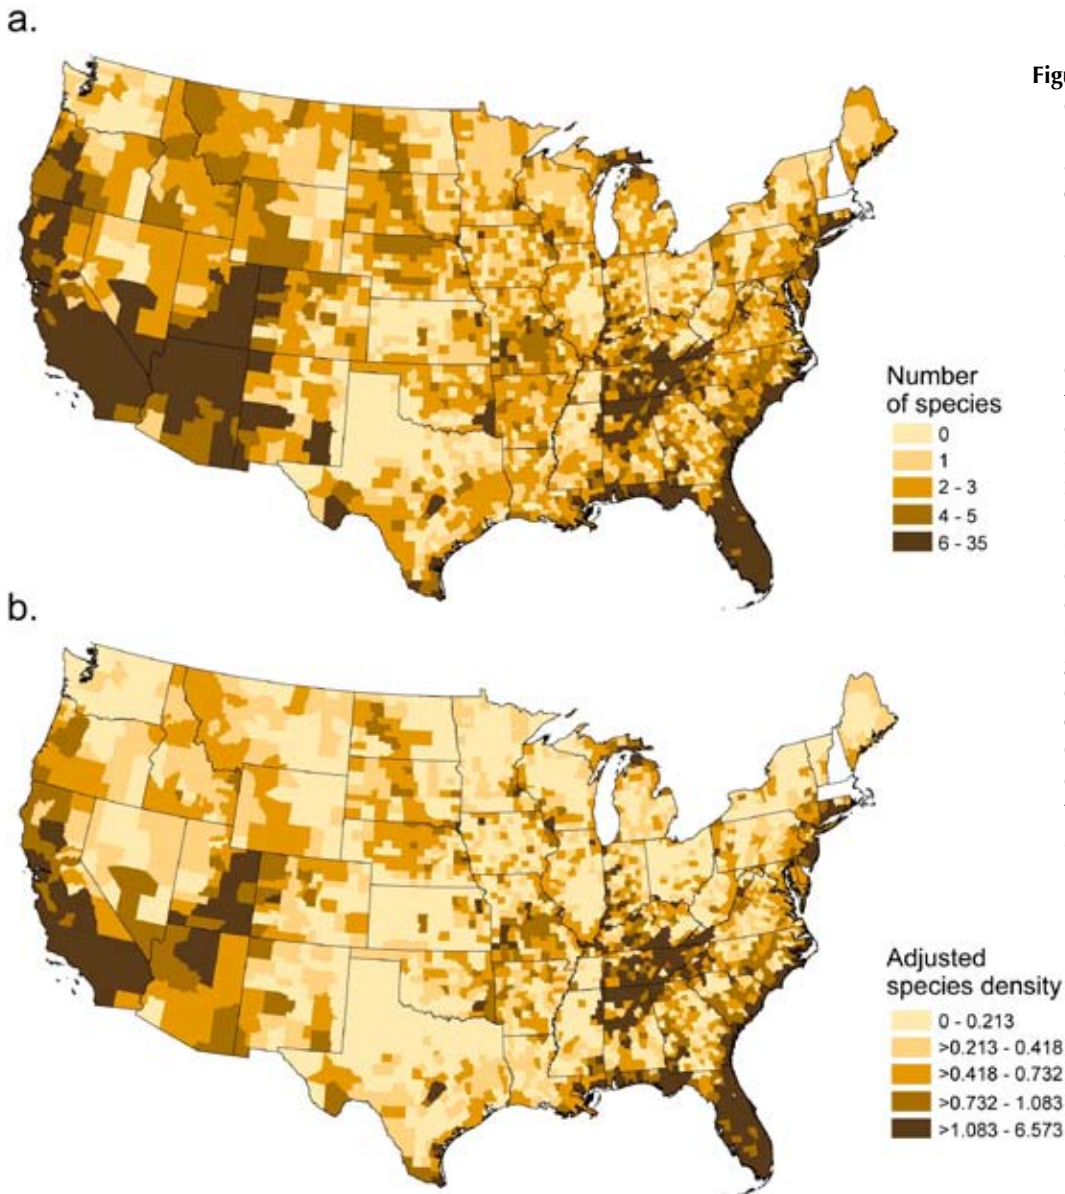 a.
Figu
Number
of species
0
1
2 - 3
4 - 5
6 - 35
b.
Adjusted
species density
0 - 0.213
>0.213 - 0.418
>0.418 - 0.732
>0.732 - 1.083
>1.083 - 6.573